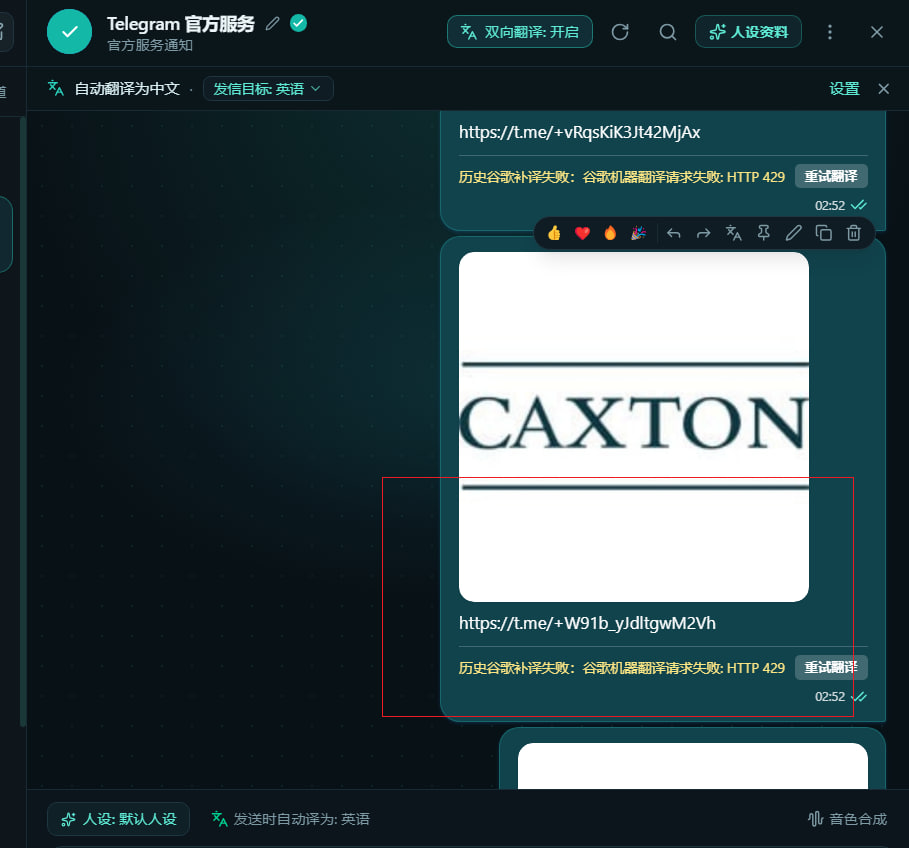 Telegram 官方服务
官方服务通知
双向翻译: 开启
人设资料
自动翻译为中文 ·
发信目标: 英语
设置
道
https://t.me/+vRqsKiK3Jt42MjAx
历史谷歌补译失败：谷歌机器翻译请求失败: HTTP 429
重试翻译
02:52
CAXTON
https://t.me/+W91b_yJdltgwM2Vh
历史谷歌补译失败：谷歌机器翻译请求失败: HTTP 429
重试翻译
02:52
人设: 默认人设
发送时自动译为: 英语
音色合成